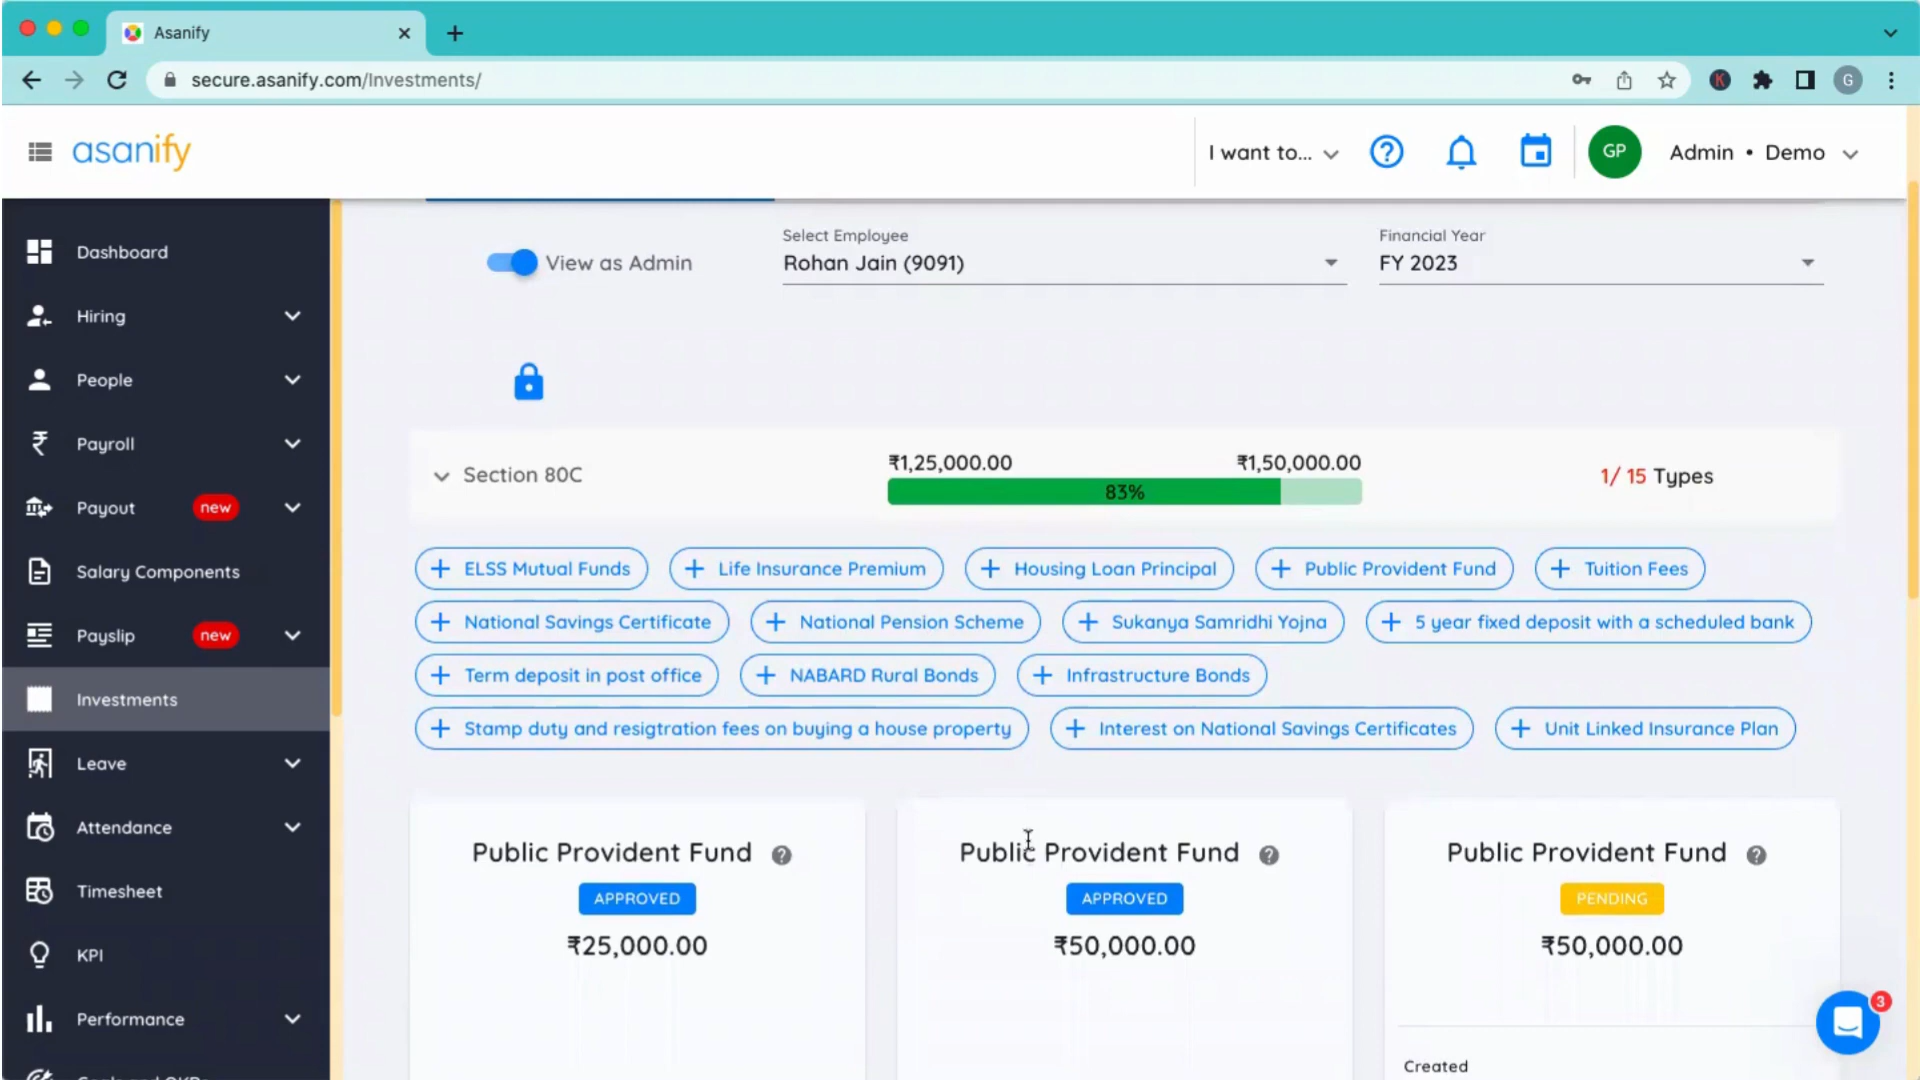 Asanify
secure.asanify.com/Investments/
asanify
I want to...
GP
Admin • Demo
Dashboard
Hiring
People
Payroll
Payout new
Salary Components
Payslip new
Investments
Leave
Attendance
Timesheet
KPI
Performance
View as Admin
Select Employee
Rohan Jain (9091)
Financial Year
FY 2023
Section 80C
₹1,25,000.00 ₹1,50,000.00
83%
1/ 15 Types
+ ELSS Mutual Funds + Life Insurance Premium + Housing Loan Principal + Public Provident Fund + Tuition Fees
+ National Savings Certificate + National Pension Scheme + Sukanya Samridhi Yojna + 5 year fixed deposit with a scheduled bank
+ Term deposit in post office + NABARD Rural Bonds + Infrastructure Bonds
+ Stamp duty and resigtration fees on buying a house property + Interest on National Savings Certificates + Unit Linked Insurance Plan
Public Provident Fund
APPROVED
₹25,000.00
Public Provident Fund
APPROVED
₹50,000.00
Public Provident Fund
PENDING
₹50,000.00
Created
3
G
K